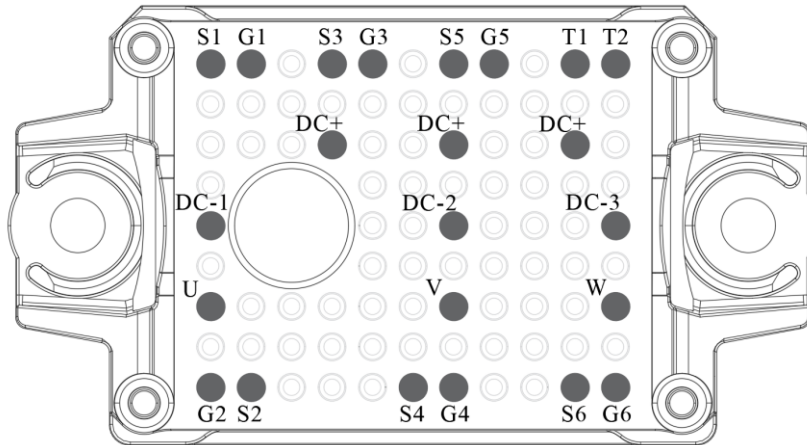 S1 G1 S3 G3 S5 G5 T1 T2
DC+ DC+ DC+
DC-1 DC-2 DC-3
U V W
G2 S2 S4 G4 S6 G6